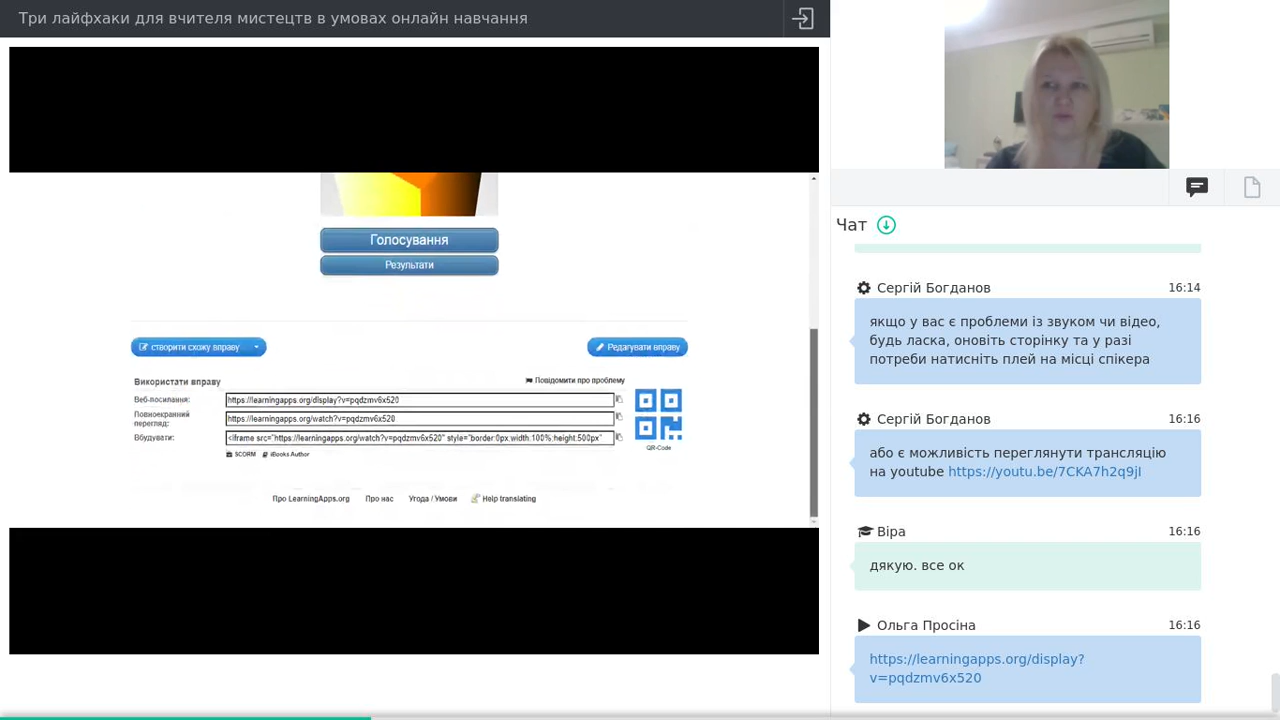 Три лайфхаки для вчителя мистецтв в умовах онлайн навчання
Голосування
Результати
створити схожу вправу
Редагувати вправу
Використати вправу
Повідомити про проблему
Веб-посилання:
https://learningapps.org/display?v=pqdzmv6x520
Повноекранний
перегляд:
https://learningapps.org/watch?v=pqdzmv6x520
Вбудувати:
<iframe src="https://learningapps.org/watch?v=pqdzmv6x520" style="border:0px;width:100%;height:500px"
QR-Code
SCORM iBooks Author
Про LearningApps.org Про нас Угода / Умови Help translating
Чат
Сергій Богданов 16:14
якщо у вас є проблеми із звуком чи відео,
будь ласка, оновіть сторінку та у разі
потреби натисніть плей на місці спікера
Сергій Богданов 16:16
або є можливість переглянути трансляцію
на youtube https://youtu.be/7CKA7h2q9jI
Віра 16:16
дякую. все ок
Ольга Просіна 16:16
https://learningapps.org/display?
v=pqdzmv6x520